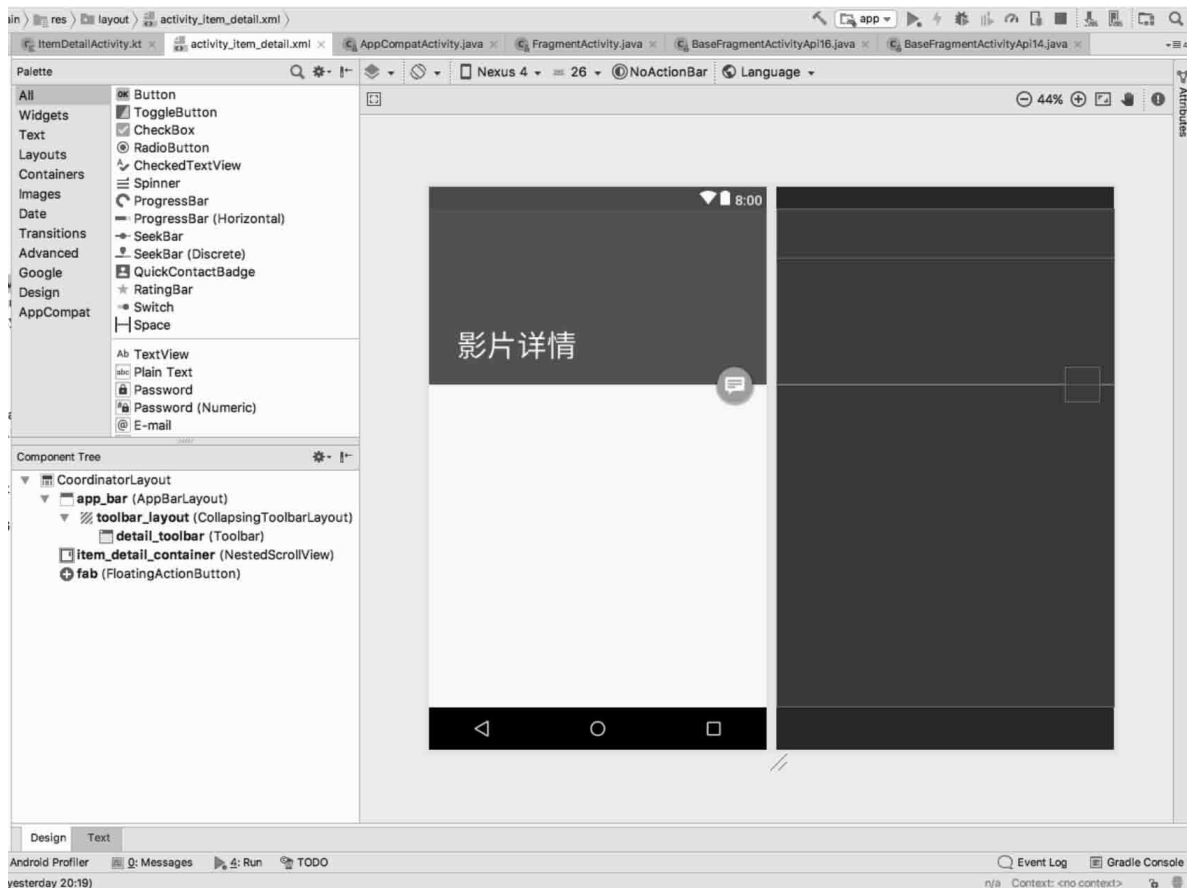 in res layout activity_item_detail.xml
app
ItemDetailActivity.kt activity_item_detail.xml AppCompatActivity.java FragmentActivity.java BaseFragmentActivityApi16.java BaseFragmentActivityApi14.java
Palette
Nexus 4 26 NoActionBar Language
All
Widgets
Text
Layouts
Containers
Images
Date
Transitions
Advanced
Google
Design
AppCompat
OK Button
ToggleButton
CheckBox
RadioButton
CheckedTextView
Spinner
ProgressBar
ProgressBar (Horizontal)
SeekBar
SeekBar (Discrete)
QuickContactBadge
RatingBar
Switch
Space
Ab TextView
abc Plain Text
Password
Password (Numeric)
@ E-mail
44%
Attributes
8:00
影片详情
Component Tree
CoordinatorLayout
app_bar (AppBarLayout)
toolbar_layout (CollapsingToolbarLayout)
detail_toolbar (Toolbar)
item_detail_container (NestedScrollView)
fab (FloatingActionButton)
Design Text
Android Profiler 0: Messages 4: Run TODO Event Log Gradle Console
yesterday 20:19) n/a Context: <no context>